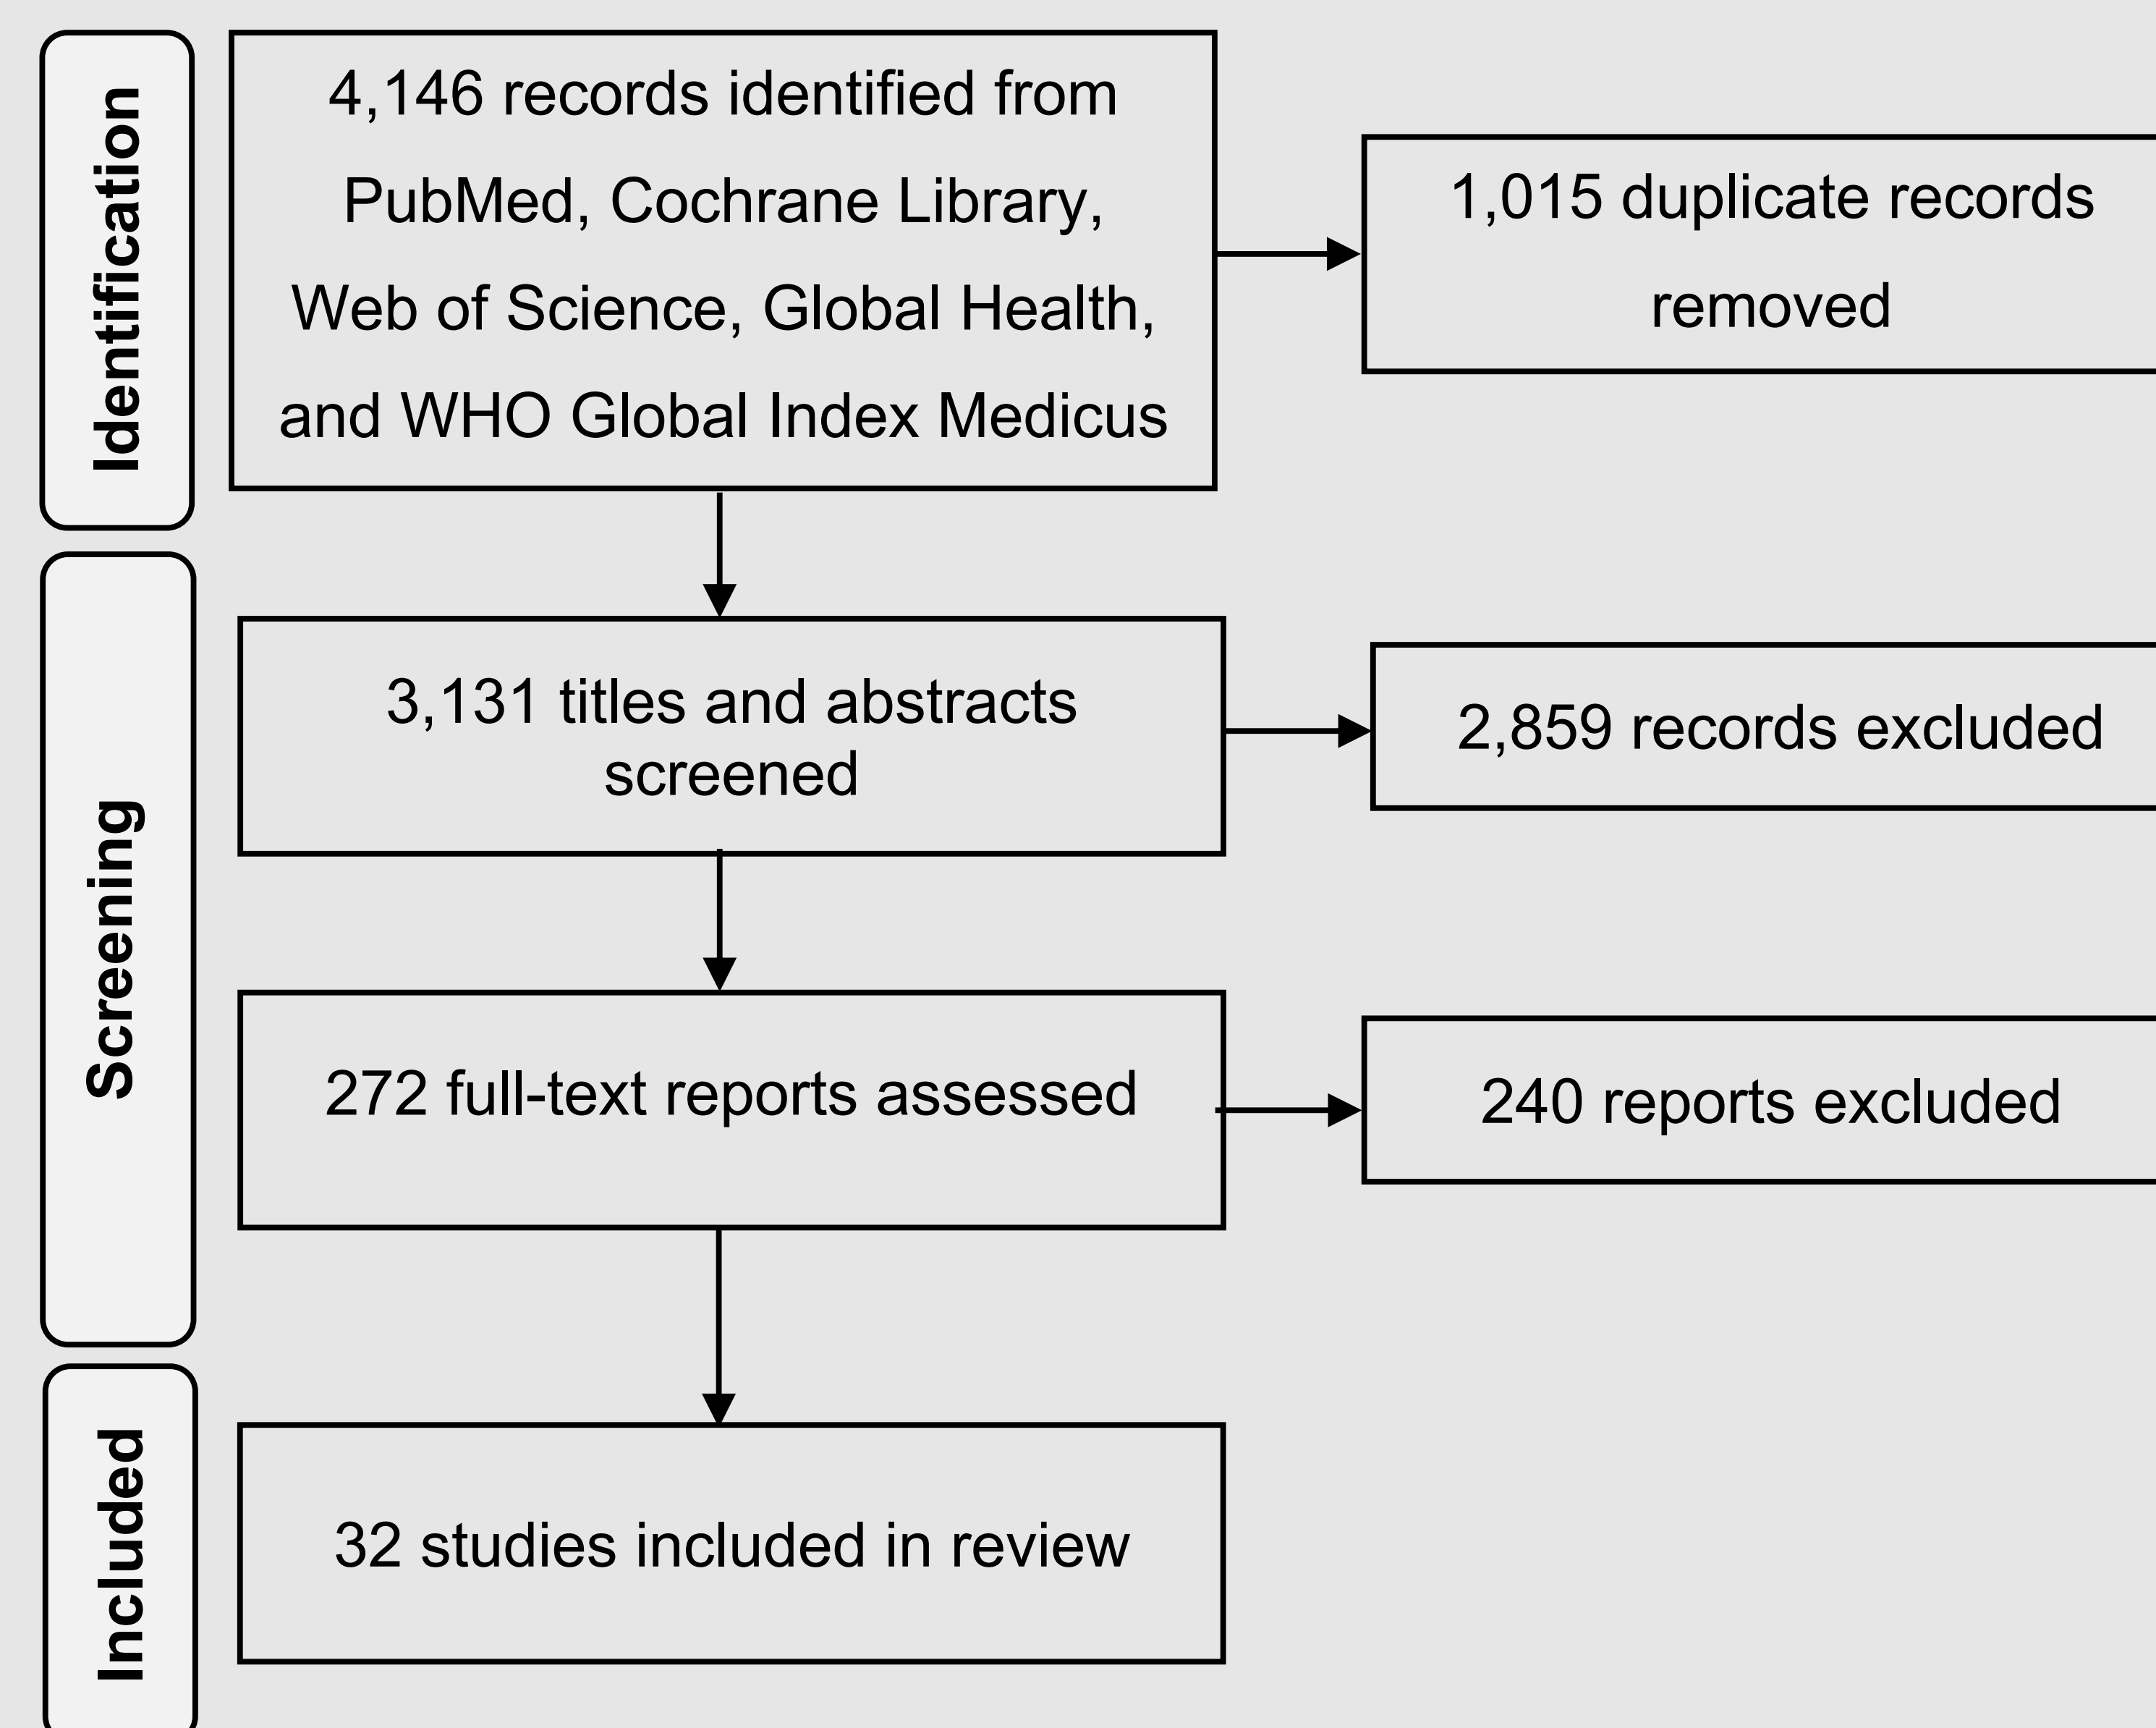 Identification
4,146 records identified from
PubMed, Cochrane Library,
Web of Science, Global Health,
and WHO Global Index Medicus
1,015 duplicate records
removed
Screening
3,131 titles and abstracts
screened
2,859 records excluded
272 full-text reports assessed
240 reports excluded
Included
32 studies included in review